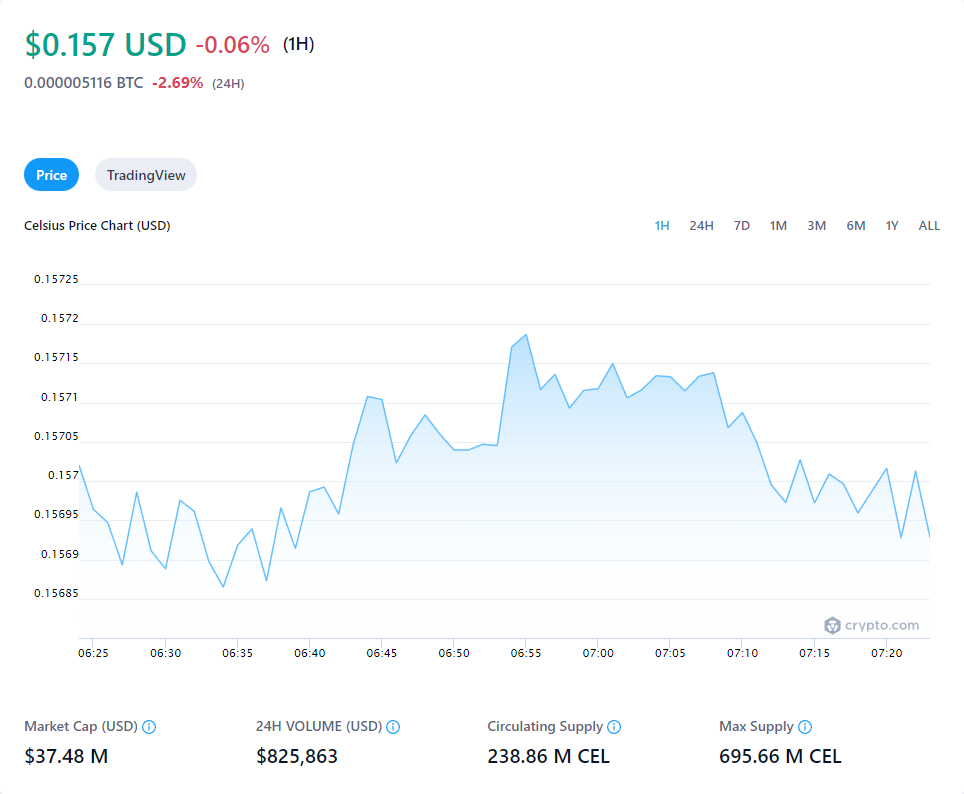 $0.157 USD -0.06% (1H)
0.000005116 BTC -2.69% (24H)
Price TradingView
Celsius Price Chart (USD) 1H 24H 7D 1M 3M 6M 1Y ALL
0.15725
0.1572
0.15715
0.1571
0.15705
0.157
0.15695
0.1569
0.15685
crypto.com
06:25 06:30 06:35 06:40 06:45 06:50 06:55 07:00 07:05 07:10 07:15 07:20
Market Cap (USD) 24H VOLUME (USD) Circulating Supply Max Supply
$37.48 M $825,863 238.86 M CEL 695.66 M CEL